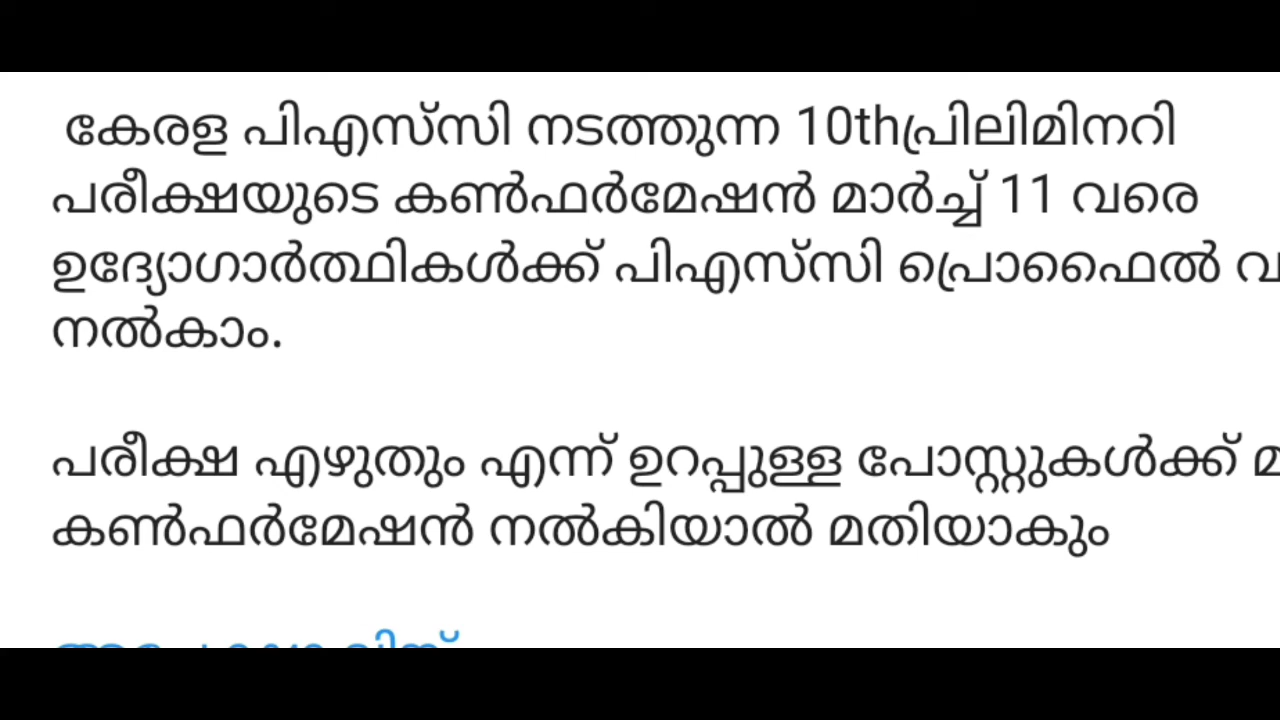 കേരള പിഎസ്സി നടത്തുന്ന 10thപ്രിലിമിനറി
പരീക്ഷയുടെ കൺഫർമേഷൻ മാർച്ച് 11 വരെ
ഉദ്യോഗാർത്ഥികൾക്ക് പിഎസ്സി പ്രൊഫൈൽ
നൽകാം.
പരീക്ഷ എഴുതും എന്ന് ഉറപ്പുള്ള പോസ്റ്റുകൾക്ക്
കൺഫർമേഷൻ നൽകിയാൽ മതിയാകും